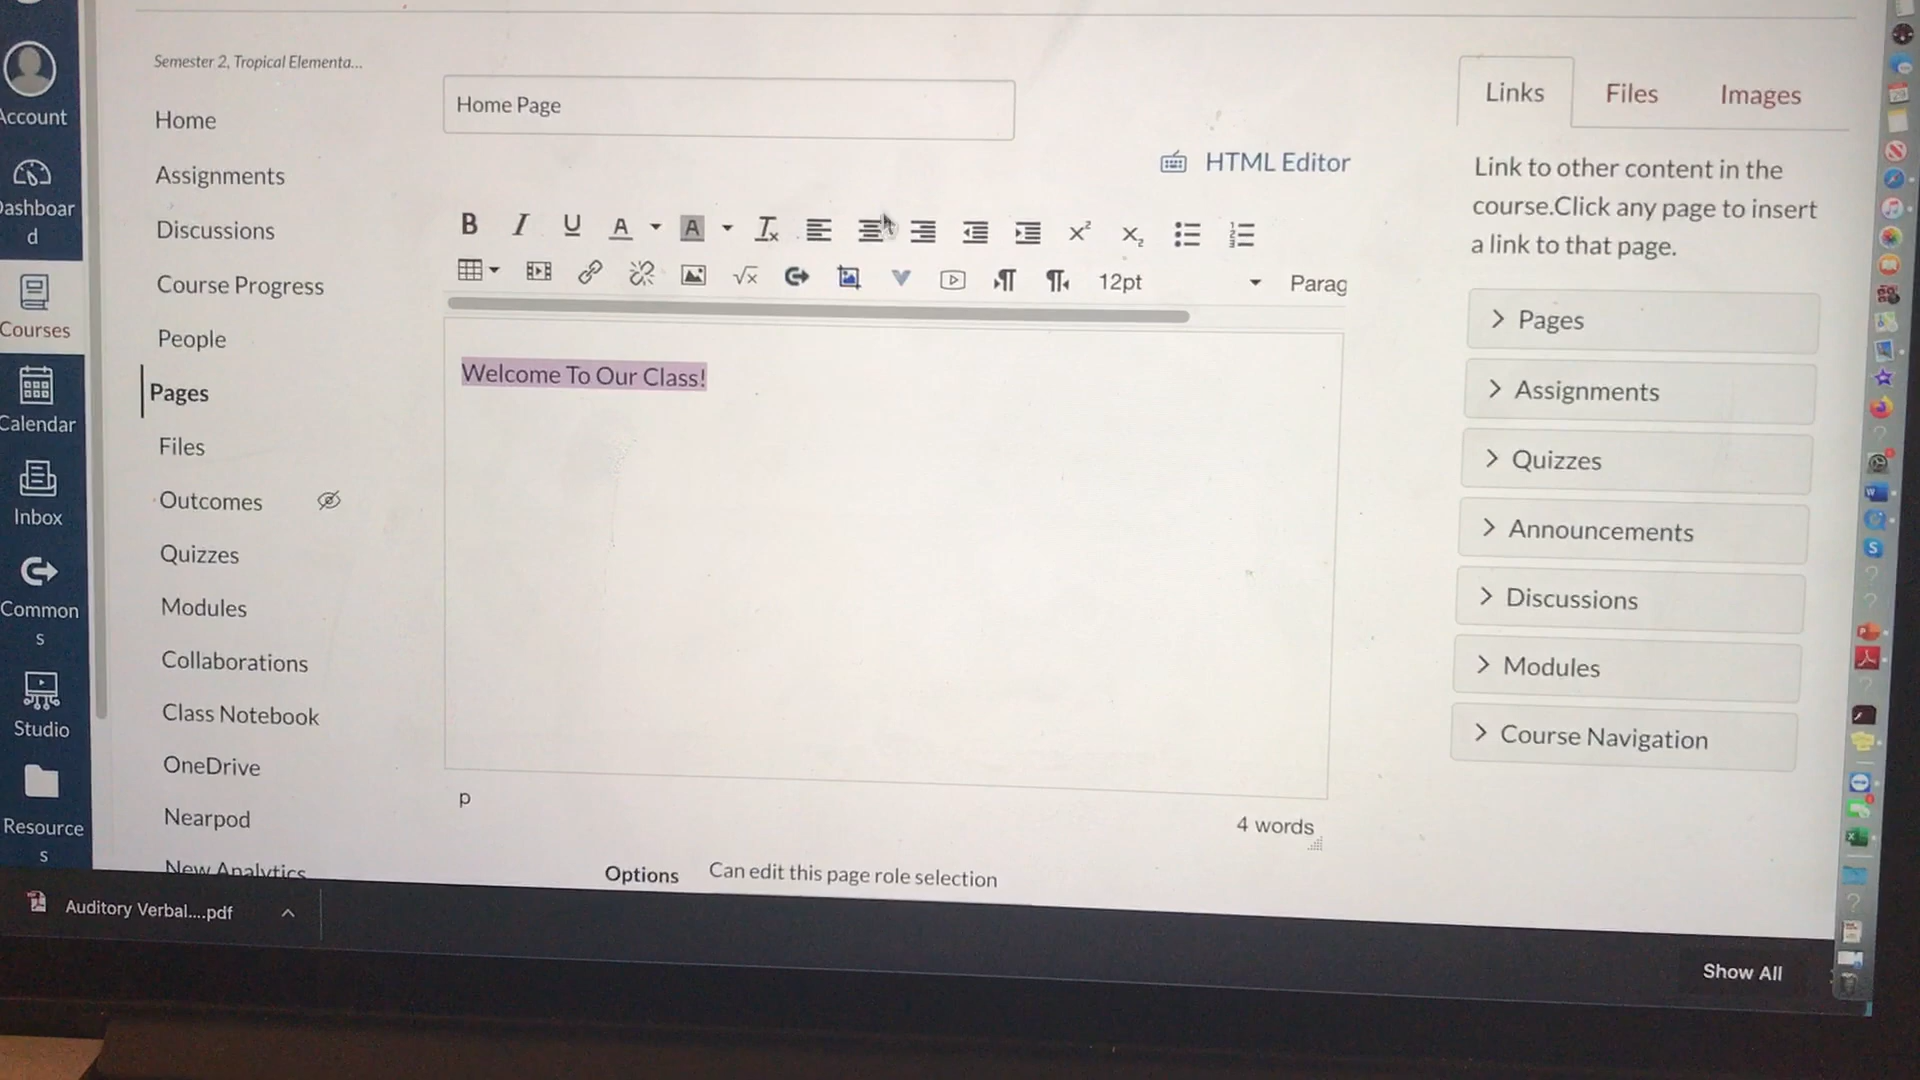 Semester 2, Tropical Elementa...
Account
Dashboar
d
Courses
Calendar
Inbox
Common
s
Studio
Resource
s
Home
Assignments
Discussions
Course Progress
People
Pages
Files
Outcomes
Quizzes
Modules
Collaborations
Class Notebook
OneDrive
Nearpod
New Analytics
Home Page
HTML Editor
12pt
Parag
Welcome To Our Class!
p
4 words
Options
Can edit this page role selection
Links
Files
Images
Link to other content in the
course.Click any page to insert
a link to that page.
Pages
Assignments
Quizzes
Announcements
Discussions
Modules
Course Navigation
Auditory Verbal....pdf
Show All